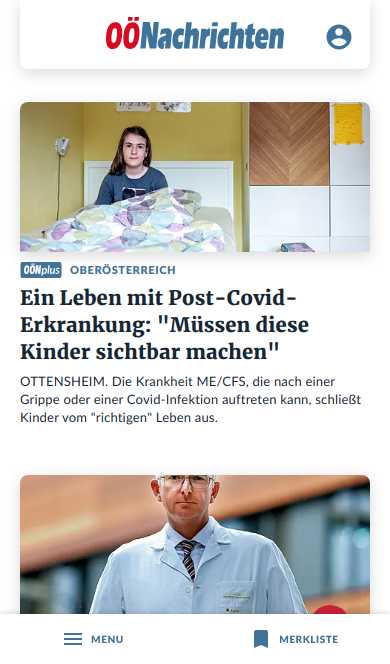 OÖNachrichten
OÖNplus OBERÖSTERREICH
Ein Leben mit Post-Covid-
Erkrankung: "Müssen diese
Kinder sichtbar machen"
OTTENSHEIM. Die Krankheit ME/CFS, die nach einer
Grippe oder einer Covid-Infektion auftreten kann, schließt
Kinder vom "richtigen" Leben aus.
MENU
MERKLISTE